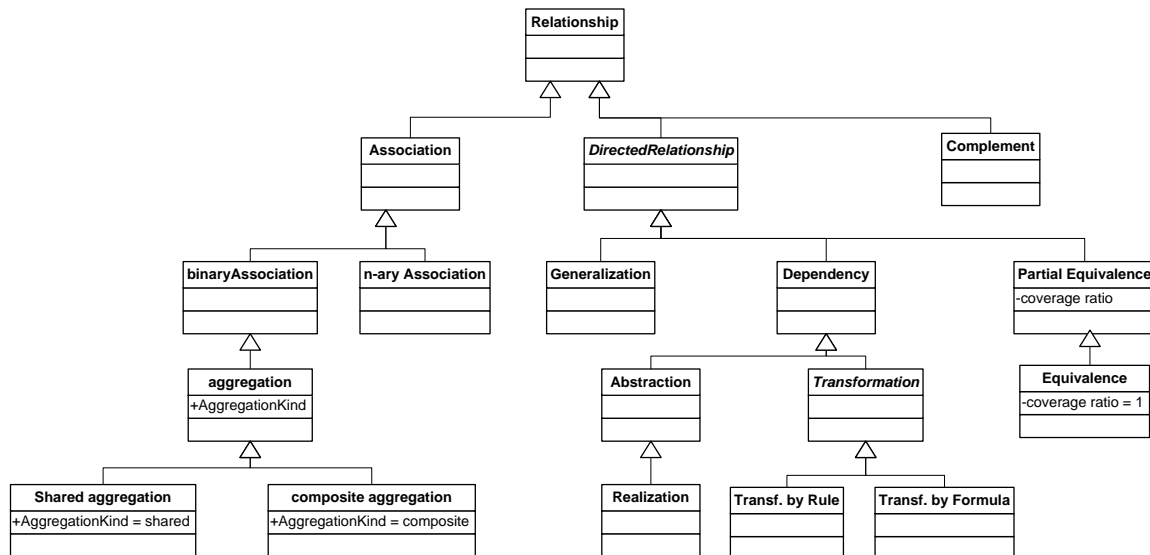 Relationship
Association
DirectedRelationship
Complement
binaryAssociation
n-ary Association
Generalization
Dependency
Partial Equivalence
-coverage ratio
aggregation
+AggregationKind
Abstraction
Transformation
Equivalence
-coverage ratio = 1
Shared aggregation
+AggregationKind = shared
composite aggregation
+AggregationKind = composite
Realization
Transf. by Rule
Transf. by Formula